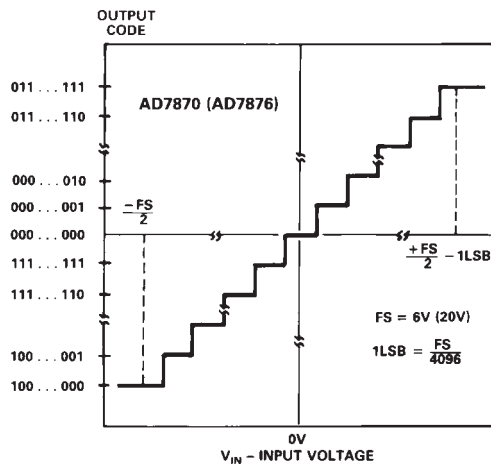 OUTPUT
CODE
011 . . . 111
AD7870 (AD7876)
011 . . . 110
000 . . . 010
000 . . . 001
−FS
2
000 . . . 000
111 . . . 111
+FS
2
− 1LSB
111 . . . 110
FS = 6V (20V)
1LSB = FS
4096
100 . . . 001
100 . . . 000
0V
VIN – INPUT VOLTAGE